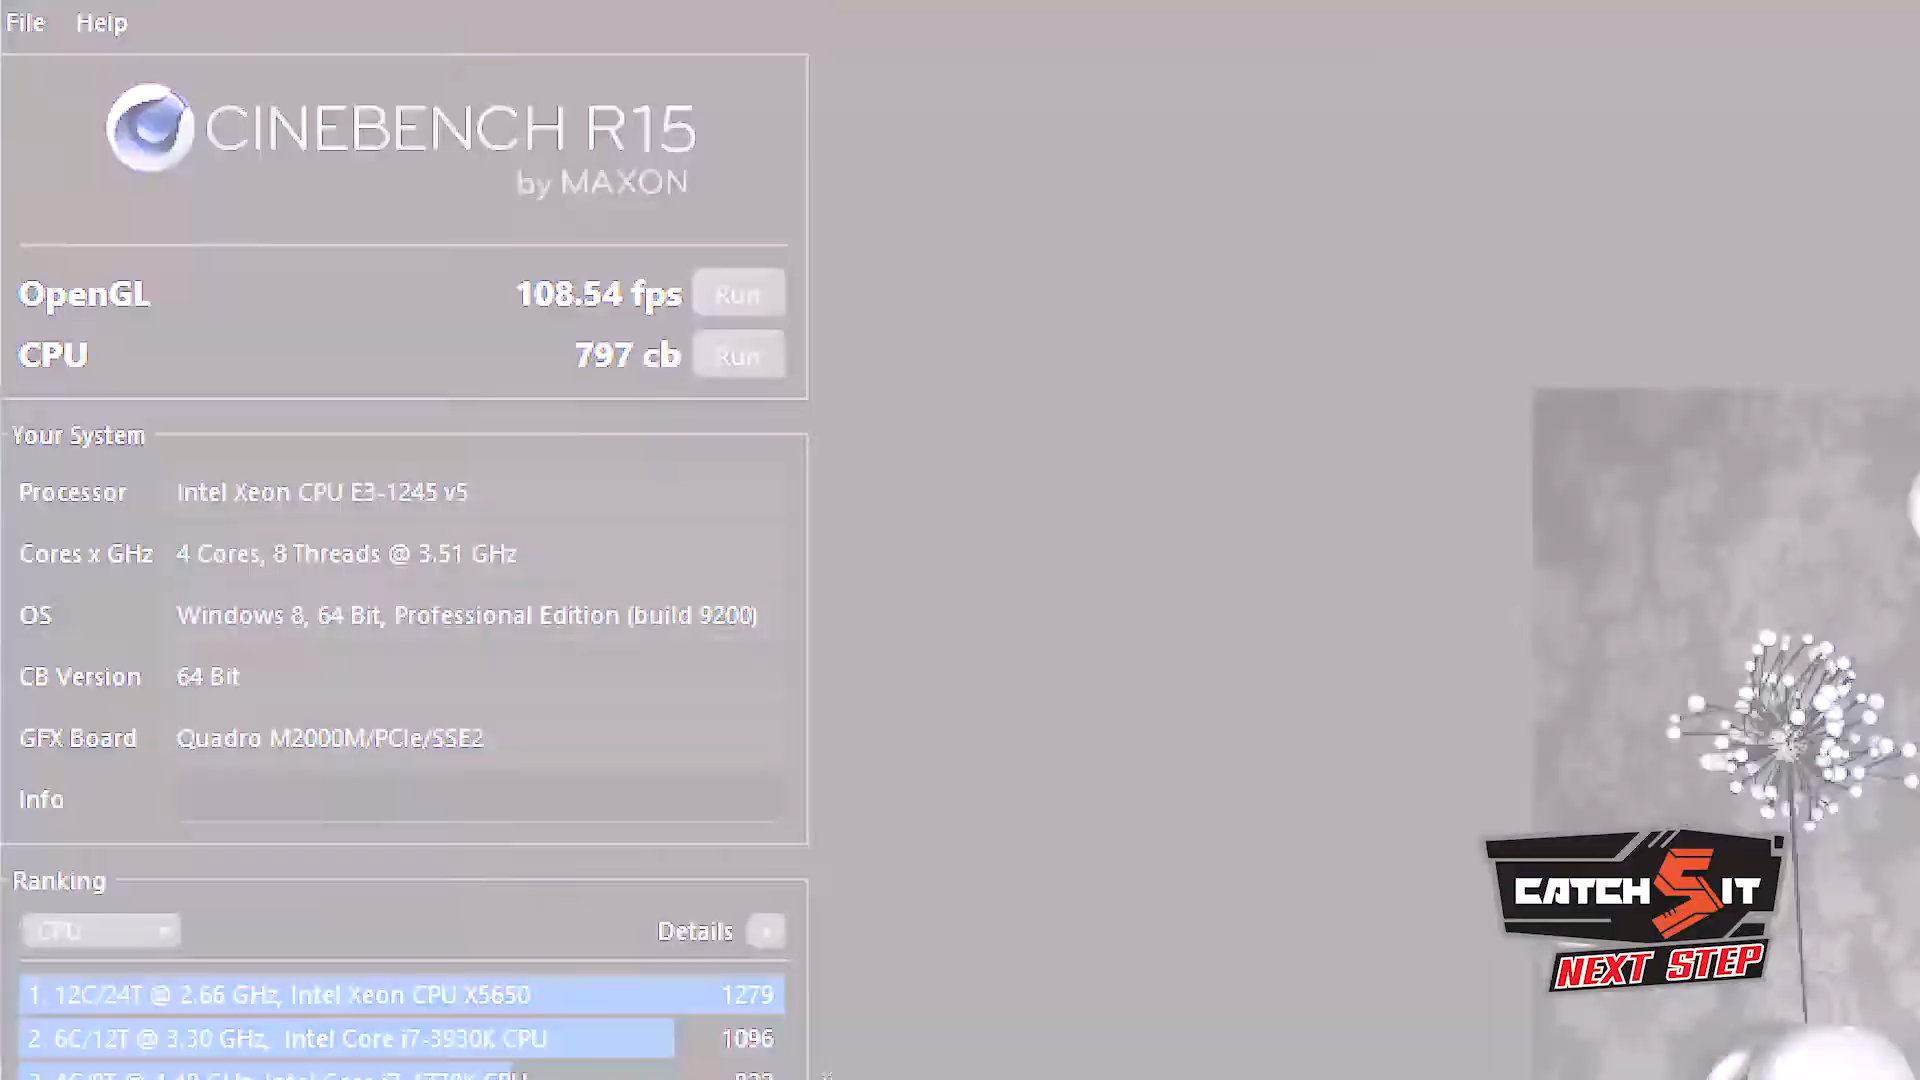 File Help
CINEBENCH R15
by MAXON
OpenGL 108.54 fps Run
CPU 797 cb Run
Your System
Processor Intel Xeon CPU E3-1245 v5
Cores x GHz 4 Cores, 8 Threads @ 3.51 GHz
OS Windows 8, 64 Bit, Professional Edition (build 9200)
CB Version 64 Bit
GFX Board Quadro M2000M/PCIe/SSE2
Info
Ranking
CPU Details
1. 12C/24T @ 2.66 GHz, Intel Xeon CPU X5650 1279
2. 6C/12T @ 3.30 GHz, Intel Core i7-3930K CPU 1096
CATCH 5 IT
NEXT STEP